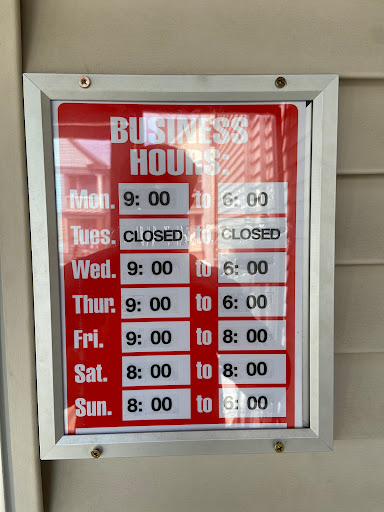 BUSINESS
HOURS:
Mon. 9: 00 to 6: 00
Tues. CLOSED to CLOSED
Wed. 9: 00 to 6: 00
Thur. 9: 00 to 6: 00
Fri. 9: 00 to 8: 00
Sat. 8: 00 to 8: 00
Sun. 8: 00 to 6: 00